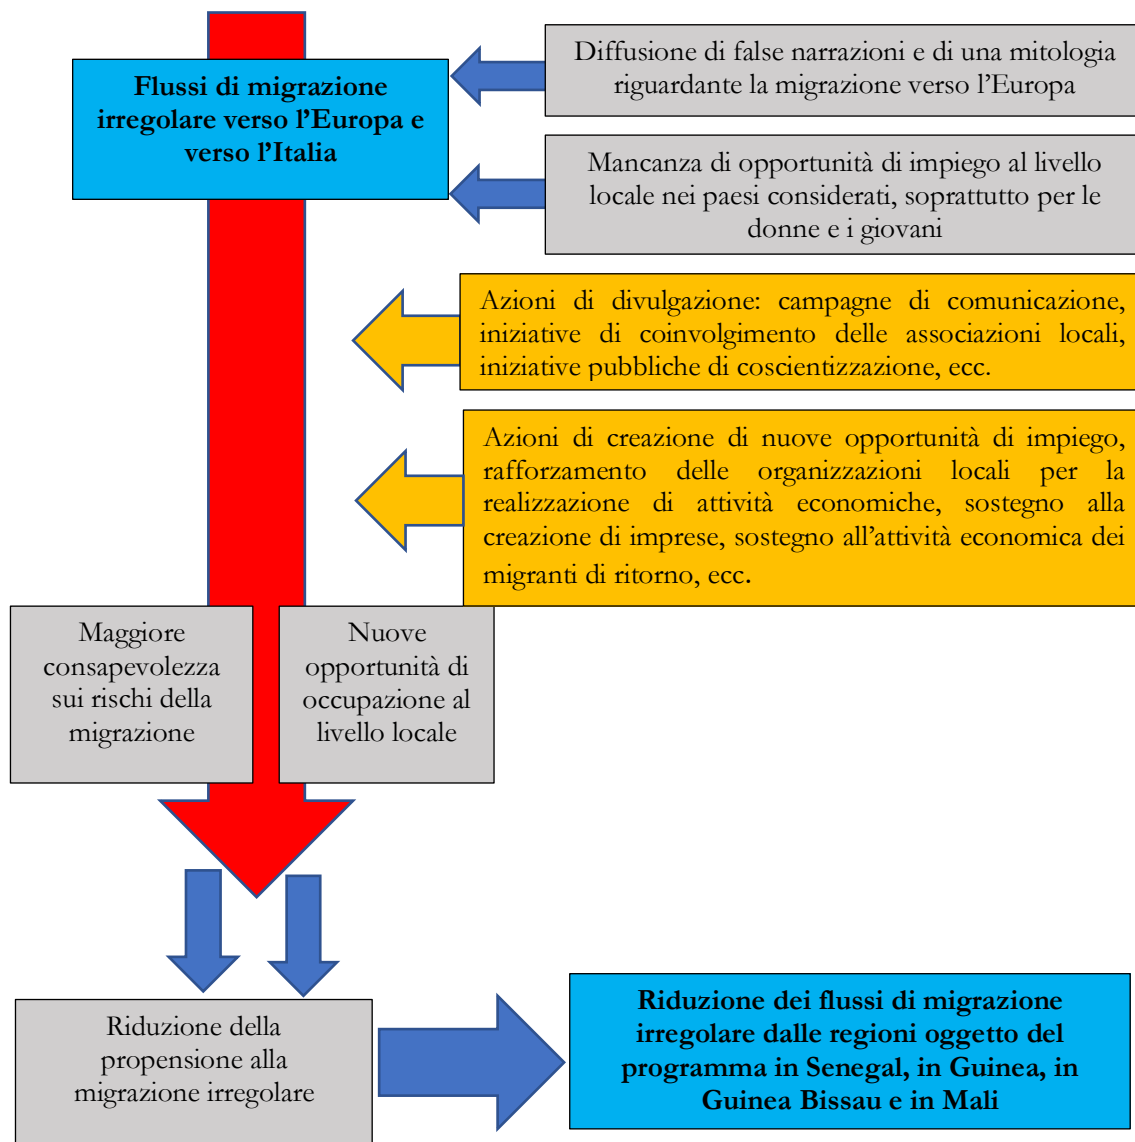 Diffusione di false narrazioni e di una mitologia
riguardante la migrazione verso l'Europa
Flussi di migrazione
irregolare verso l'Europa e
verso l'Italia
Mancanza di opportunità di impiego al livello
locale nei paesi considerati, soprattutto per le
donne e i giovani
Azioni di divulgazione: campagne di comunicazione,
iniziative di coinvolgimento delle associazioni locali,
iniziative pubbliche di coscientizzazione, ecc.
Azioni di creazione di nuove opportunità di impiego,
rafforzamento delle organizzazioni locali per la
realizzazione di attività economiche, sostegno alla
creazione di imprese, sostegno all'attività economica dei
migranti di ritorno, ecc.
Maggiore
consapevolezza
sui rischi della
migrazione
Nuove
opportunità di
occupazione al
livello locale
Riduzione della
propensione alla
migrazione irregolare
Riduzione dei flussi di migrazione
irregolare dalle regioni oggetto del
programma in Senegal, in Guinea, in
Guinea Bissau e in Mali